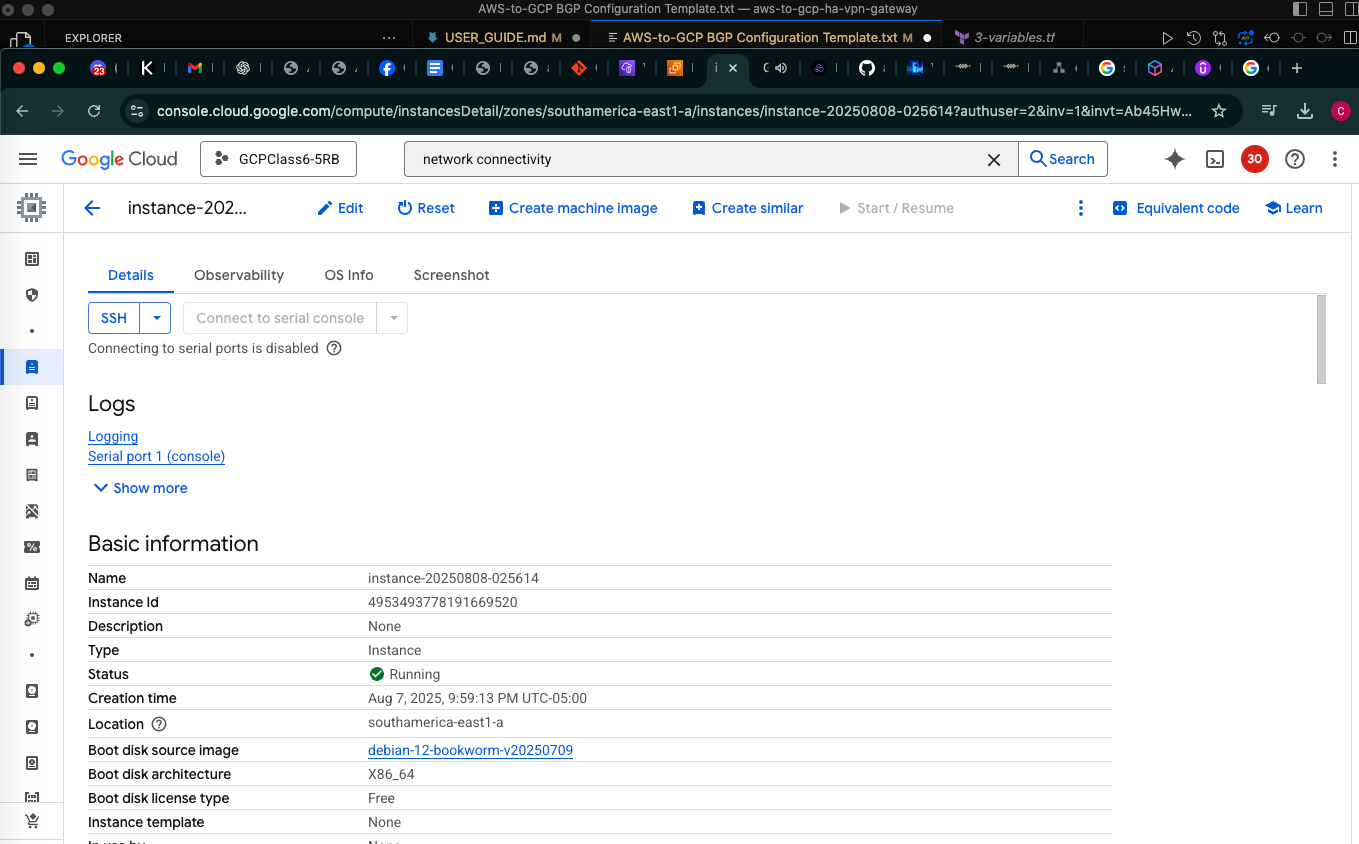 AWS-to-GCP BGP Configuration Template.txt — aws-to-gcp-ha-vpn-gateway
EXPLORER ... USER_GUIDE.md M AWS-to-GCP BGP Configuration Template.txt M 3-variables.tf
23
console.cloud.google.com/compute/instancesDetail/zones/southamerica-east1-a/instances/instance-20250808-025614?authuser=2&inv=1&invt=Ab45Hw... C
Google Cloud GCPClass6-5RB network connectivity Search 30
instance-202... Edit Reset Create machine image Create similar Start / Resume Equivalent code Learn
Details Observability OS Info Screenshot
SSH Connect to serial console
Connecting to serial ports is disabled
Logs
Logging
Serial port 1 (console)
Show more
Basic information
Name instance-20250808-025614
Instance Id 4953493778191669520
Description None
Type Instance
Status Running
Creation time Aug 7, 2025, 9:59:13 PM UTC-05:00
Location southamerica-east1-a
Boot disk source image debian-12-bookworm-v20250709
Boot disk architecture X86_64
Boot disk license type Free
Instance template None